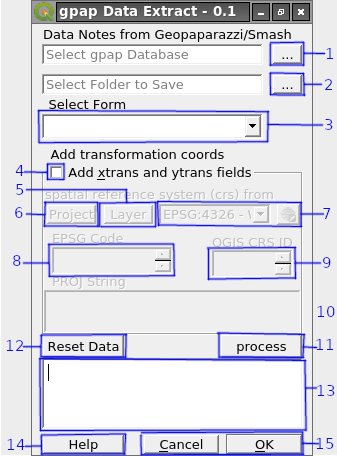 gpap Data Extract - 0.1
Data Notes from Geopaparazzi/Smash
Select gpap Database ... 1
Select Folder to Save ... 2
Select Form
3
Add transformation coords
4 Add xtrans and ytrans fields
5
spatial reference system (crs) from
6 Project Layer EPSG:4326 - 7
EPSG Code QGIS CRS ID
8 9
PROJ String
10
12 Reset Data process 11
13
14 Help Cancel OK 15